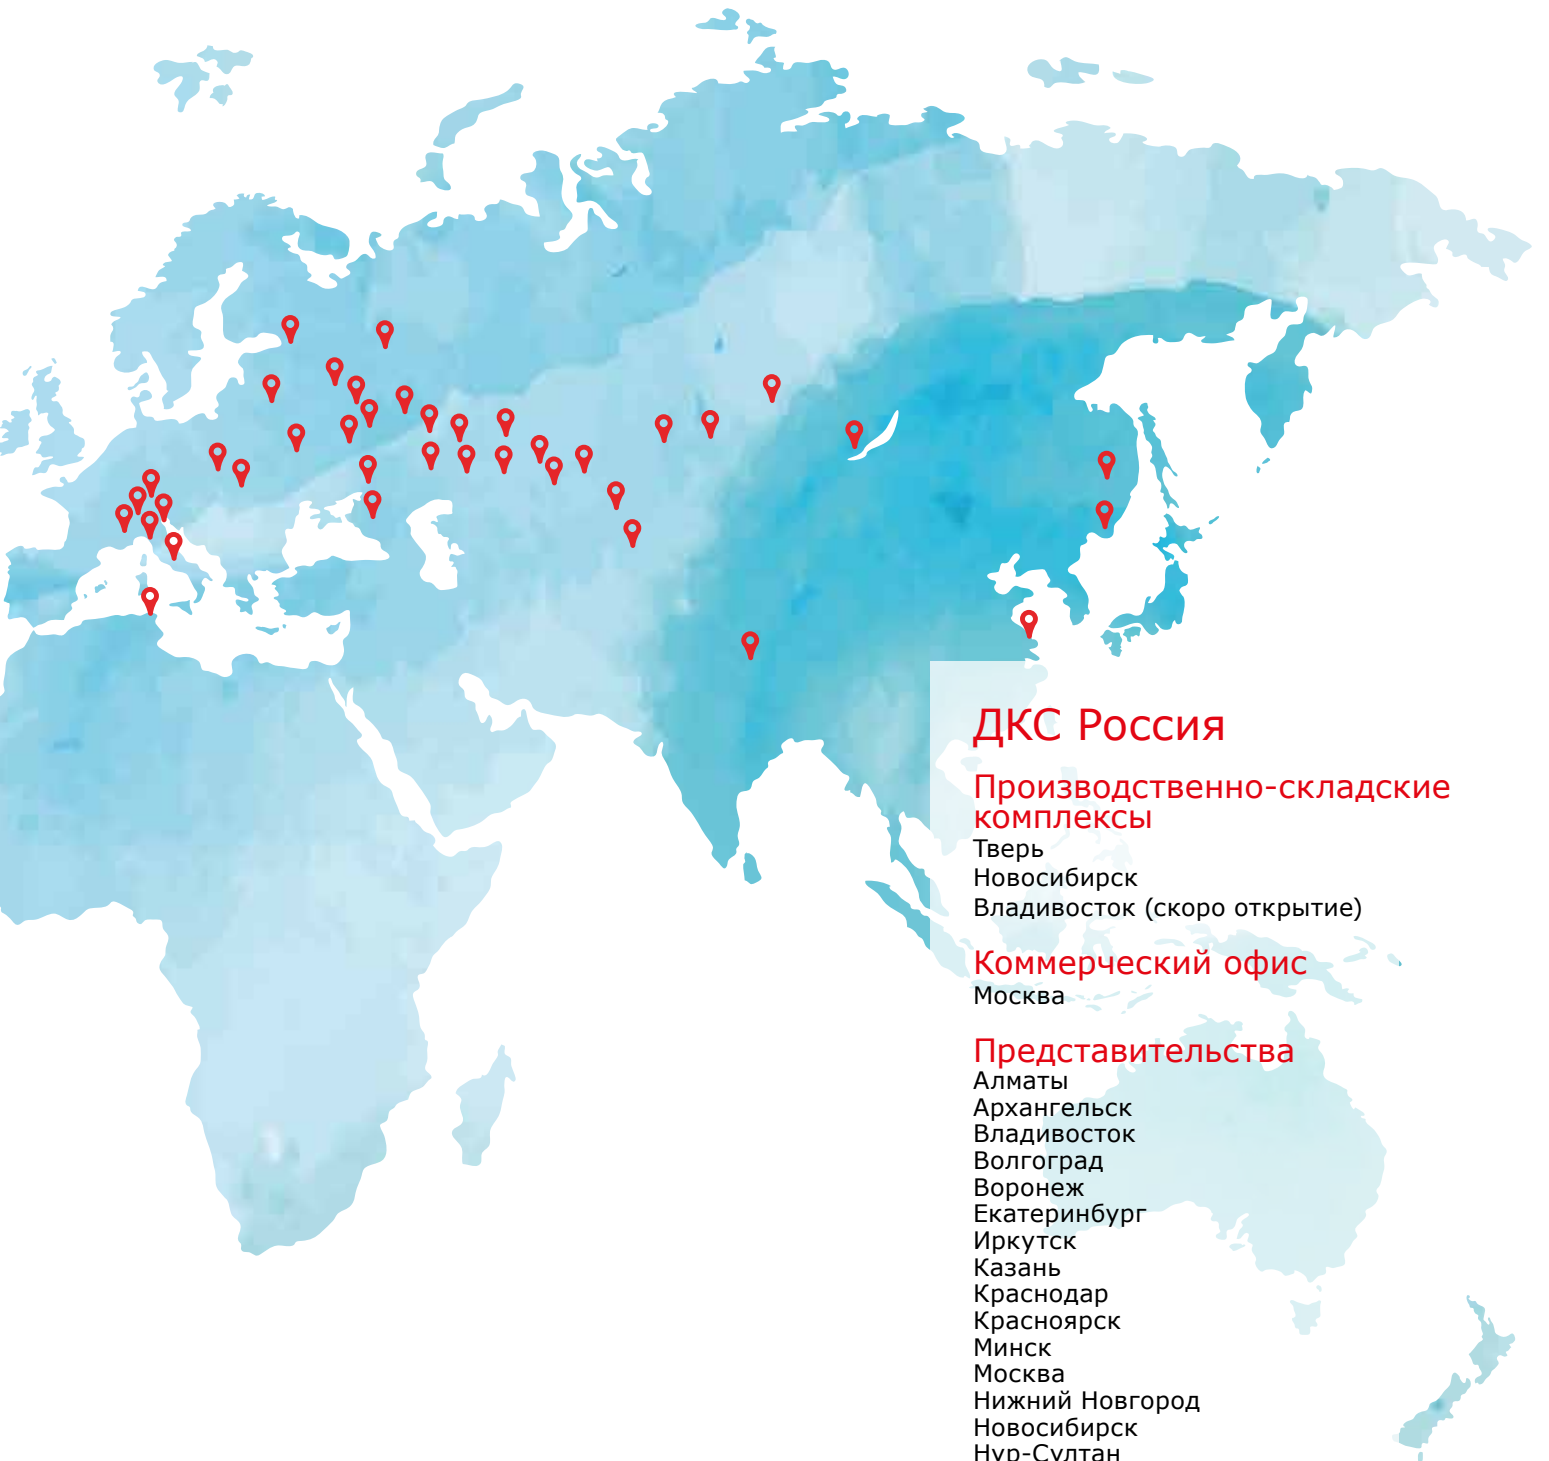 ДКС Россия
Производственно-складские
комплексы
Тверь
Новосибирск
Владивосток (скоро открытие)
Коммерческий офис
Москва
Представительства
Алматы
Архангельск
Владивосток
Волгоград
Воронеж
Екатеринбург
Иркутск
Казань
Краснодар
Красноярск
Минск
Москва
Нижний Новгород
Новосибирск
Нур-Султан